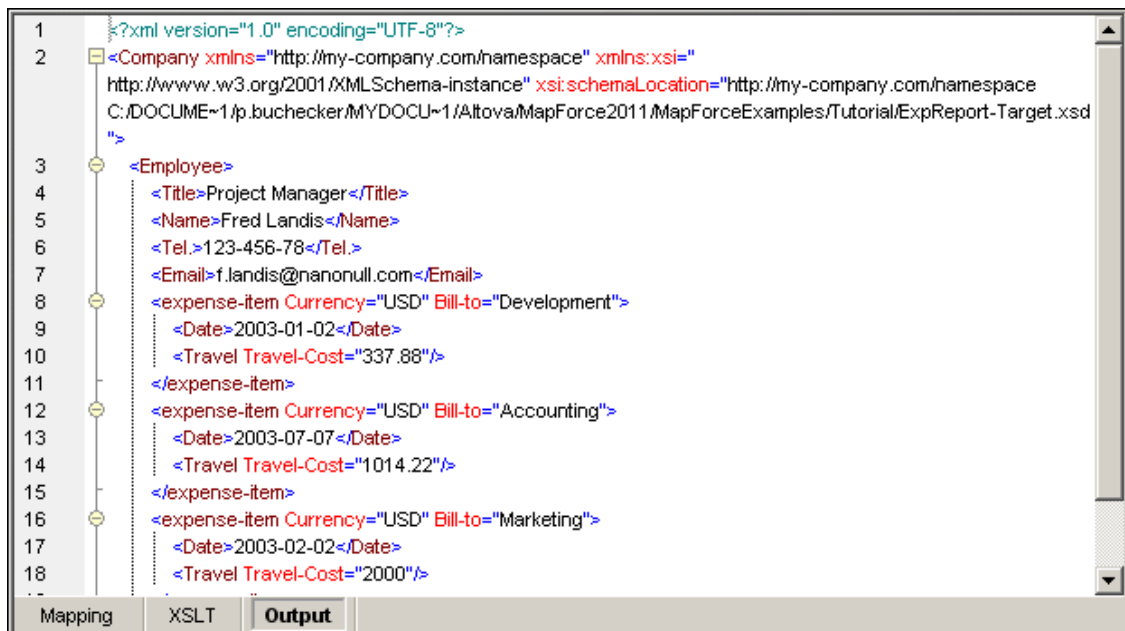 1 <?xml version="1.0" encoding="UTF-8"?>
2 <Company xmlns="http://my-company.com/namespace" xmlns:xsi="
http://www.w3.org/2001/XMLSchema-instance" xsi:schemaLocation="http://my-company.com/namespace
C:/DOCUME~1/p.buchecker/MYDOCU~1/Altova/MapForce2011/MapForceExamples/Tutorial/ExpReport-Target.xsd
">
3 <Employee>
4 <Title>Project Manager</Title>
5 <Name>Fred Landis</Name>
6 <Tel.>123-456-78</Tel.>
7 <Email>f.landis@nanonull.com</Email>
8 <expense-item Currency="USD" Bill-to="Development">
9 <Date>2003-01-02</Date>
10 <Travel Travel-Cost="337.88"/>
11 </expense-item>
12 <expense-item Currency="USD" Bill-to="Accounting">
13 <Date>2003-07-07</Date>
14 <Travel Travel-Cost="1014.22"/>
15 </expense-item>
16 <expense-item Currency="USD" Bill-to="Marketing">
17 <Date>2003-02-02</Date>
18 <Travel Travel-Cost="2000"/>
Mapping XSLT Output